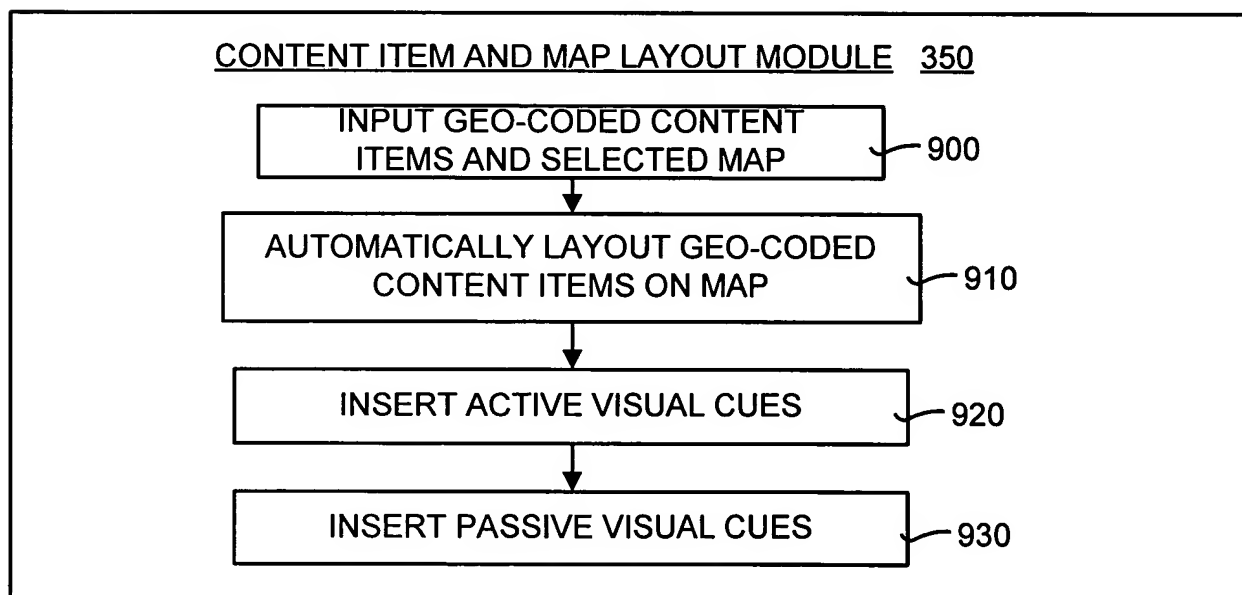 CONTENT ITEM AND MAP LAYOUT MODULE 350
INPUT GEO-CODED CONTENT
ITEMS AND SELECTED MAP
900
AUTOMATICALLY LAYOUT GEO-CODED
CONTENT ITEMS ON MAP
910
INSERT ACTIVE VISUAL CUES
920
INSERT PASSIVE VISUAL CUES
930